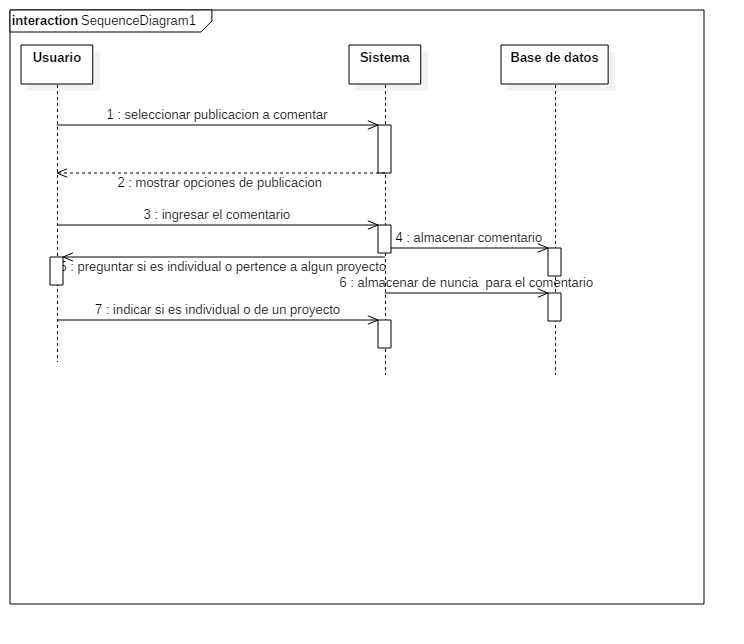 interaction SequenceDiagram1
Usuario
Sistema
Base de datos
1 : seleccionar publicacion a comentar
2 : mostrar opciones de publicacion
3 : ingresar el comentario
4 : almacenar comentario
5 : preguntar si es individual o pertence a algun proyecto
6 : almacenar de nuncia para el comentario
7 : indicar si es individual o de un proyecto